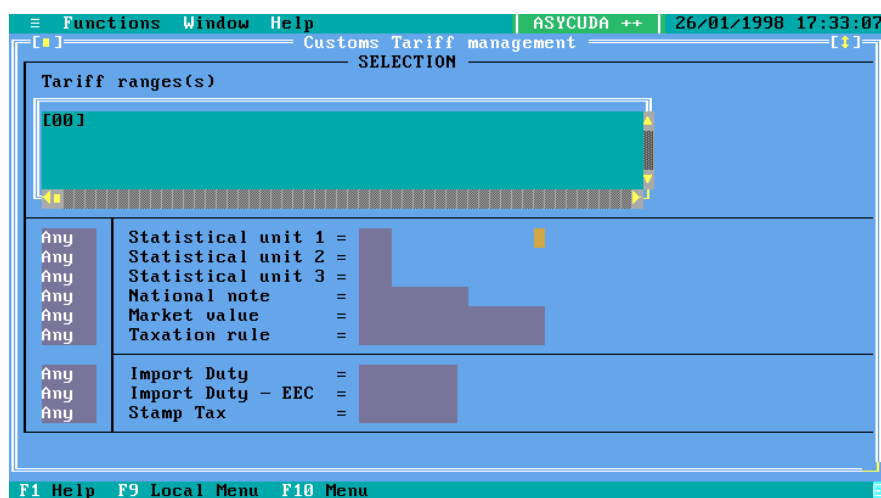 ≡ Functions Window Help ASYCUDA ++ 26/01/1998 17:33:07
Customs Tariff management
SELECTION
Tariff ranges(s)
[00]
Any Statistical unit 1 =
Any Statistical unit 2 =
Any Statistical unit 3 =
Any National note =
Any Market value =
Any Taxation rule =
Any Import Duty =
Any Import Duty - EEC =
Any Stamp Tax =
F1 Help F9 Local Menu F10 Menu